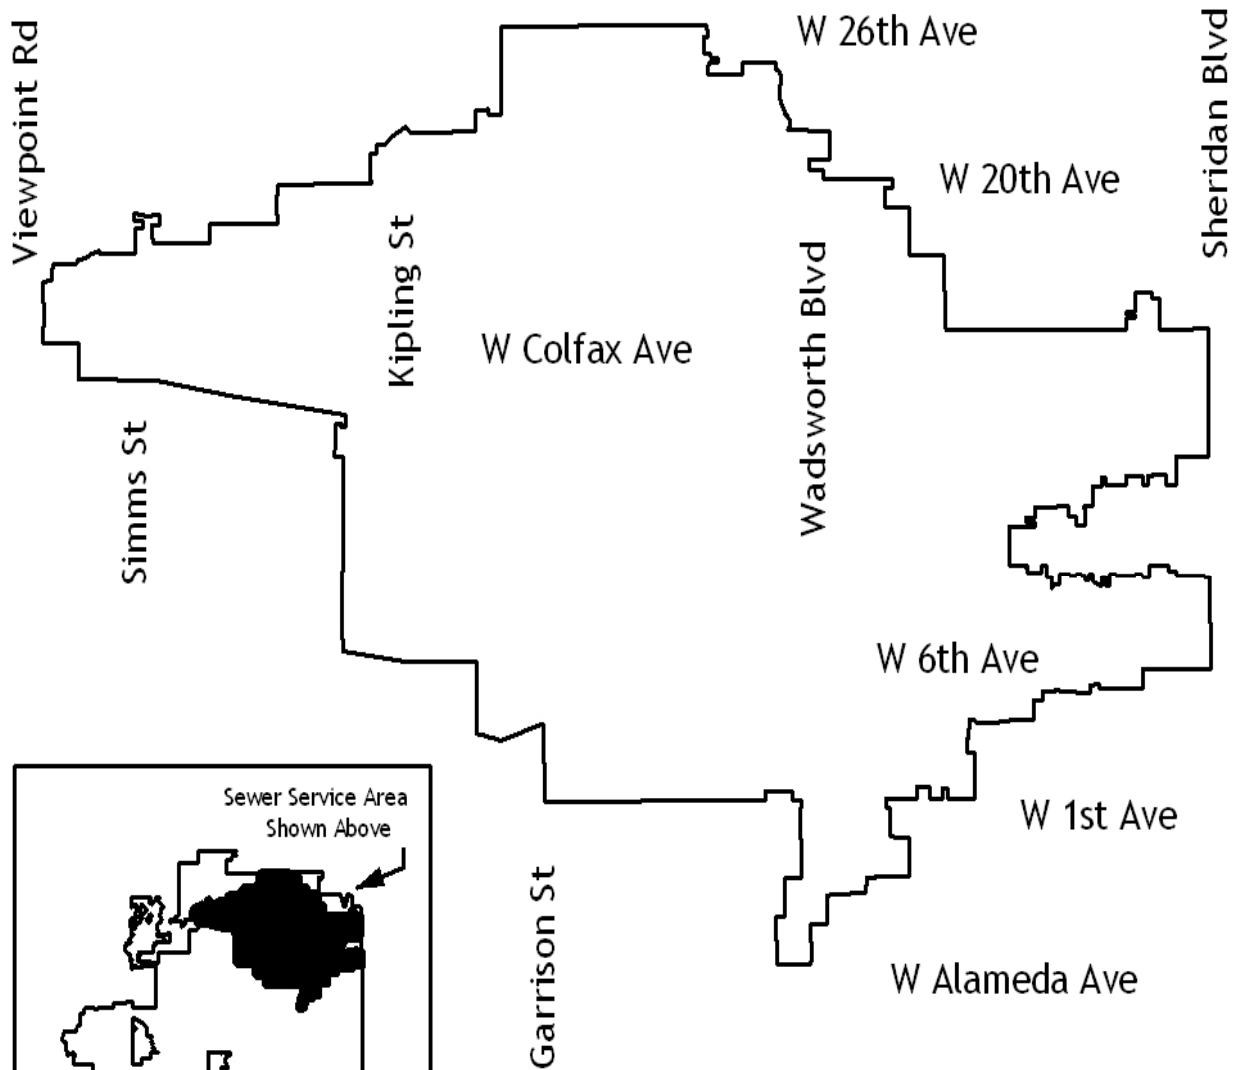 Viewpoint Rd
W 26th Ave
Sheridan Blvd
W 20th Ave
Kipling St
Wadsworth Blvd
W Colfax Ave
Simms St
W 6th Ave
Sewer Service Area
Shown Above
W 1st Ave
Garrison St
W Alameda Ave